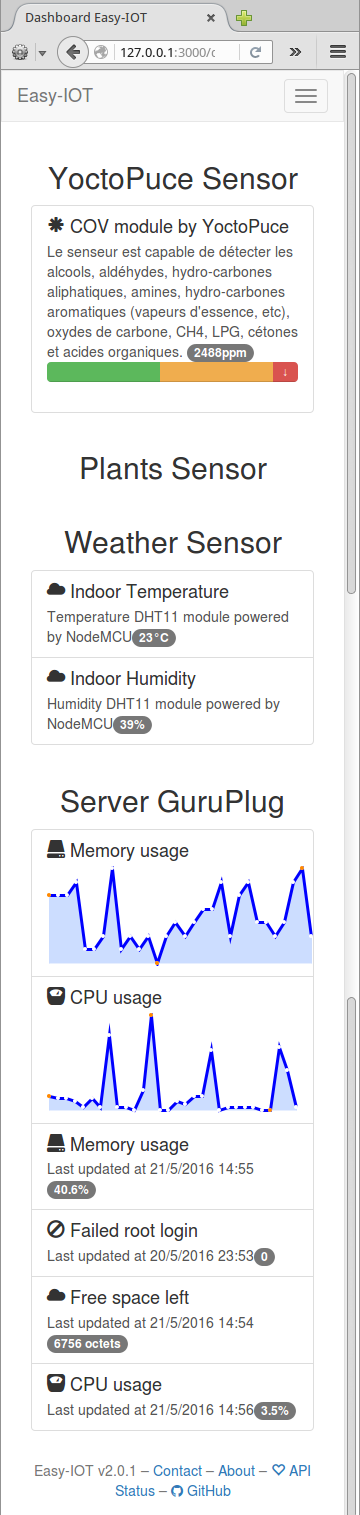 Dashboard Easy-IOT
127.0.0.1:3000/
Easy-IOT
YoctoPuce Sensor
COV module by YoctoPuce
Le senseur est capable de détecter les
alcools, aldéhydes, hydro-carbones
aliphatiques, amines, hydro-carbones
aromatiques (vapeurs d'essence, etc),
oxydes de carbone, CH4, LPG, cétones
et acides organiques. 2488ppm
↓
Plants Sensor
Weather Sensor
Indoor Temperature
Temperature DHT11 module powered
by NodeMCU 23°C
Indoor Humidity
Humidity DHT11 module powered by
NodeMCU 39%
Server GuruPlug
Memory usage
CPU usage
Memory usage
Last updated at 21/5/2016 14:55
40.6%
Failed root login
Last updated at 20/5/2016 23:53 0
Free space left
Last updated at 21/5/2016 14:54
6756 octets
CPU usage
Last updated at 21/5/2016 14:56 3.5%
Easy-IOT v2.0.1 – Contact – About – ♡ API
Status – GitHub